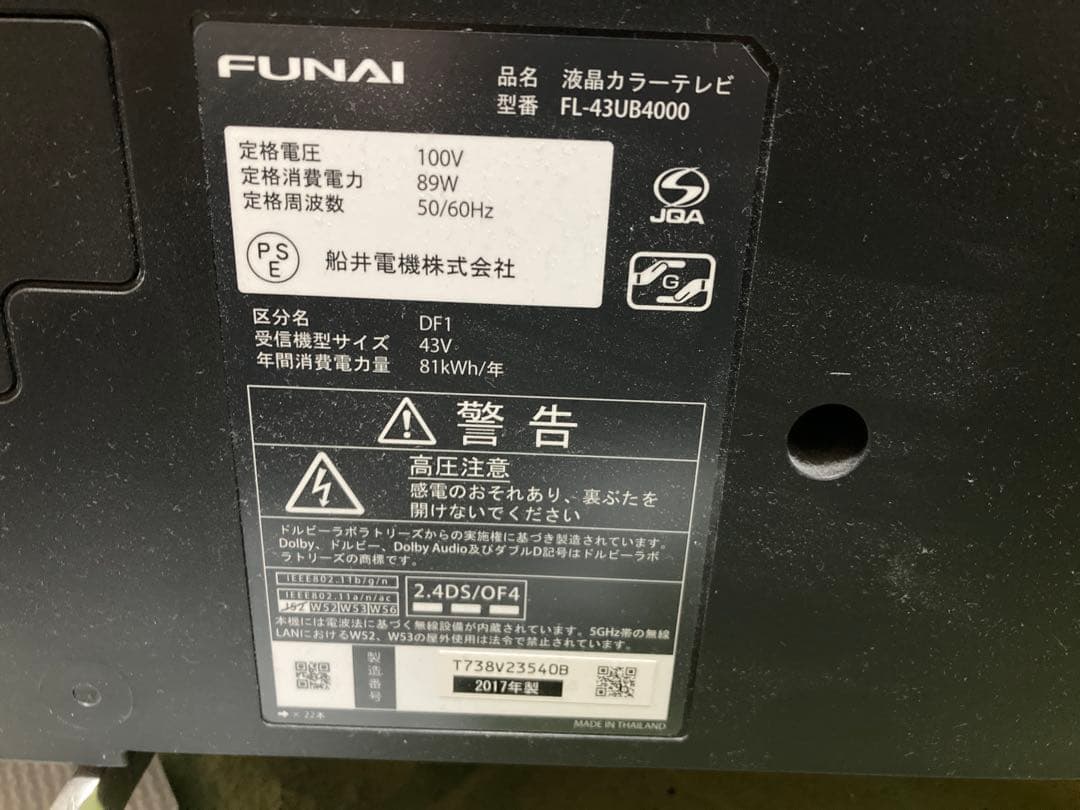 FUNAI
品名 液晶カラーテレビ
型番 FL-43UB4000
定格電圧 100V
定格消費電力 89W
定格周波数 50/60Hz
PSE 船井電機株式会社
JQA
G
区分名 DF1
受信機型サイズ 43V
年間消費電力量 81kWh/年
警告
高圧注意
感電のおそれあり、裏ぶたを
開けないでください
ドルビーラボラトリーズからの実施権に基づき製造されています。
Dolby、ドルビー、Dolby Audio及びダブルD記号はドルビーラボ
ラトリーズの商標です。
IEEE802.11b/g/n
IEEE802.11a/n/ac
J52 W52 W53 W56
2.4DS/OF4
本機には電波法に基づく無線設備が内蔵されています。5GHz帯の無線
LANにおけるW52、W53の屋外使用は法令で禁止されています。
製造番号
T738V23540B
2017年製
➡ × 22本
MADE IN THAILAND